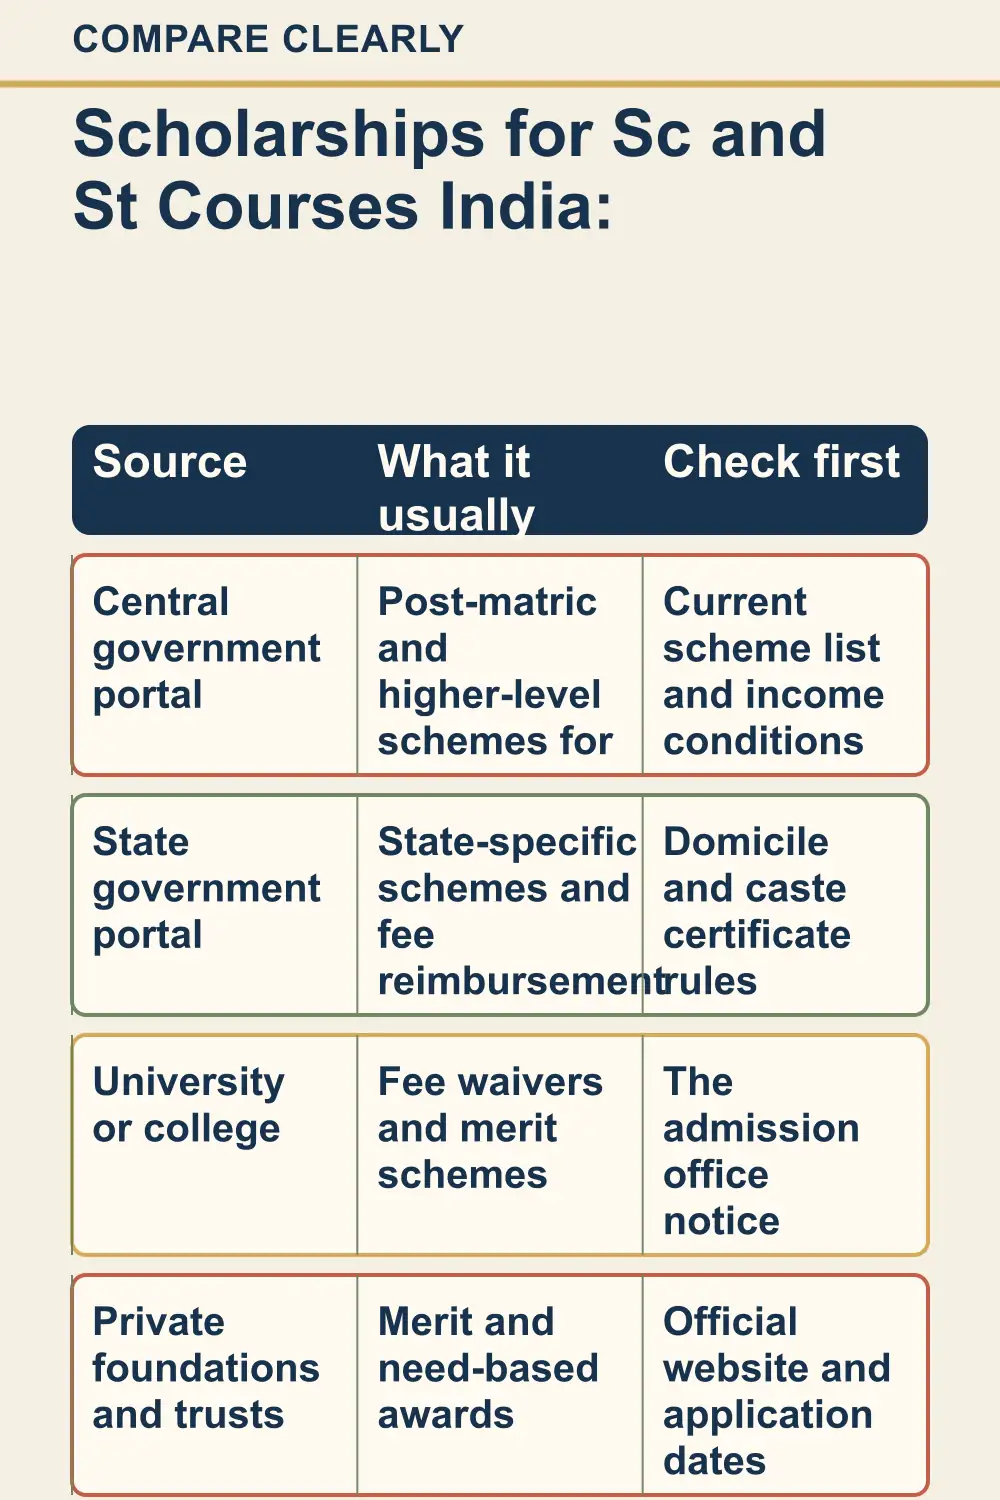 COMPARE CLEARLY
Scholarships for Sc and
St Courses India:
Source
What it
usually
Check first
Central
government
portal
Post-matric
and
higher-level
schemes for
Current
scheme list
and income
conditions
State
government
portal
State-specific
schemes and
fee
reimbursement
Domicile
and caste
certificate
rules
University
or college
Fee waivers
and merit
schemes
The
admission
office
notice
Private
foundations
and trusts
Merit and
need-based
awards
Official
website and
application
dates